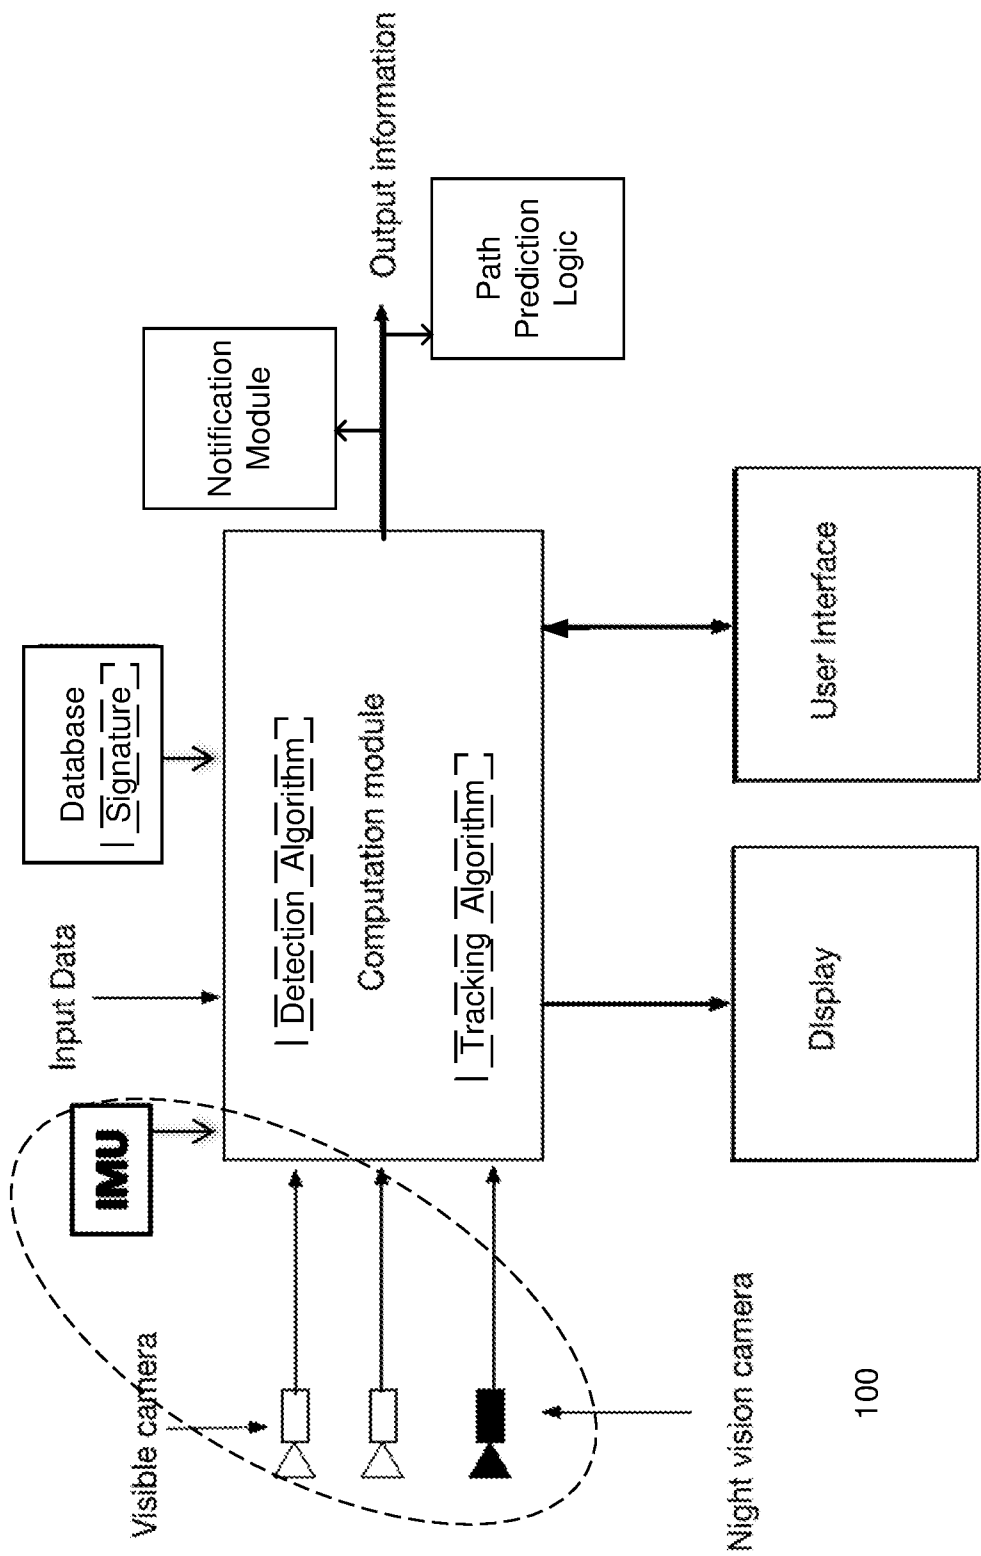 Visible camera
Night vision camera
100
IMU
Input Data
Database
Signature
Detection Algorithm
Computation module
Tracking Algorithm
Display
User Interface
Notification
Module
Output information
Path
Prediction
Logic